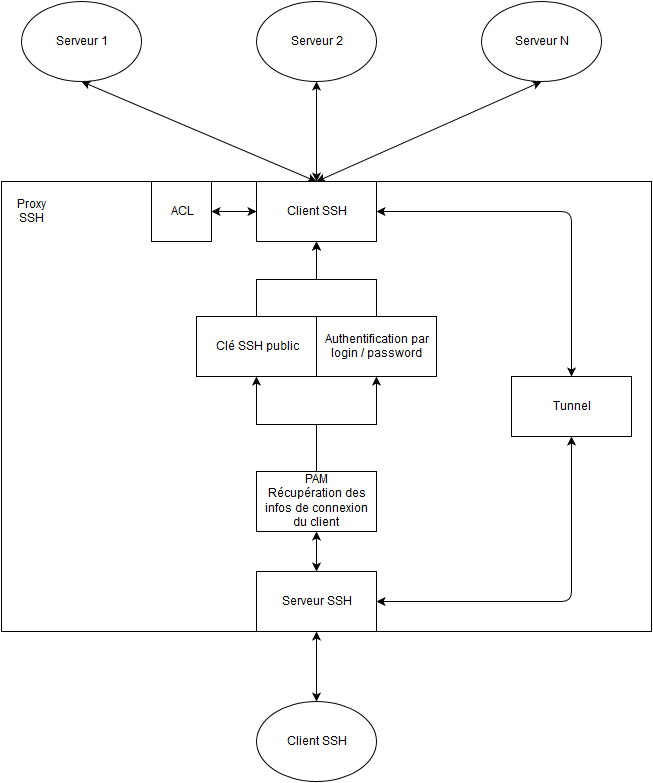 Serveur 1
Serveur 2
Serveur N
Proxy
SSH
ACL
Client SSH
Clé SSH public
Authentification par
login / password
Tunnel
PAM
Récupération des
infos de connexion
du client
Serveur SSH
Client SSH